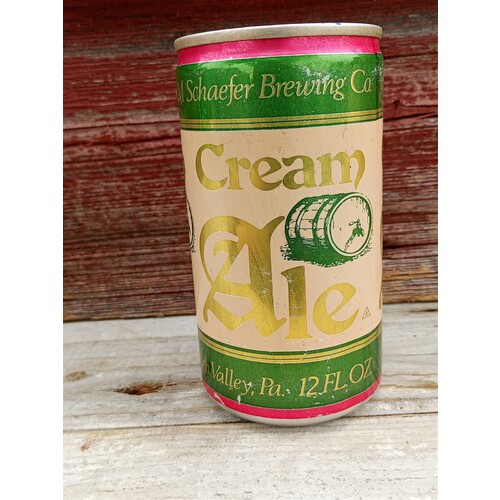 M Schaefer Brewing Co.
Cream
Ale
Valley, Pa. 12 FL. OZ